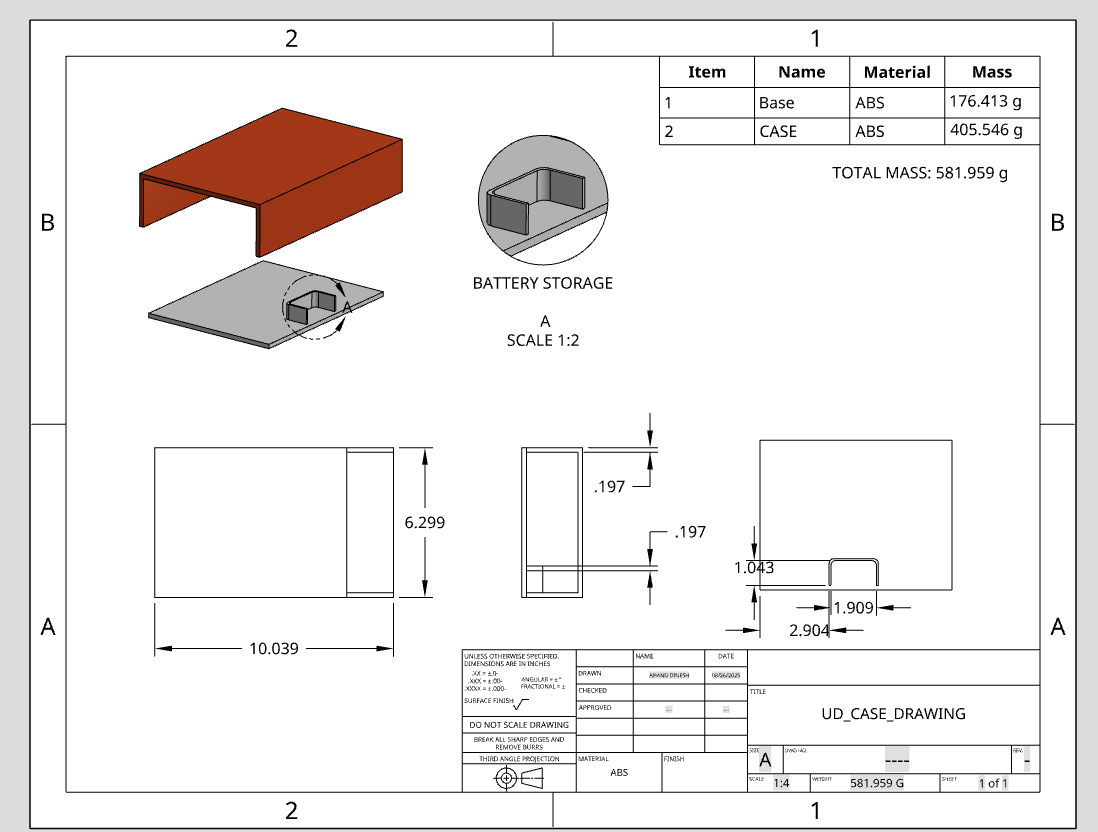 2 1
Item Name Material Mass
1 Base ABS 176.413 g
2 CASE ABS 405.546 g
TOTAL MASS: 581.959 g
B B
BATTERY STORAGE
A
A
SCALE 1:2
.197
6.299
.197
1.043
1.909
2.904
10.039
A A
UNLESS OTHERWISE SPECIFIED,
DIMENSIONS ARE IN INCHES
.XX = ±.0-
.XXX = ±.00-
.XXXX = ±.000-
ANGULAR = ± °
FRACTIONAL = ±
SURFACE FINISH
DO NOT SCALE DRAWING
BREAK ALL SHARP EDGES AND
REMOVE BURRS
THIRD ANGLE PROJECTION
NAME DATE
DRAWN ANAND DINESH 08/26/2025
CHECKED
APPROVED
MATERIAL
ABS
FINISH
TITLE
UD_CASE_DRAWING
SIZE
A
DWG NO.
----
REV.
-
SCALE 1:4 WEIGHT 581.959 G SHEET 1 of 1
2 1